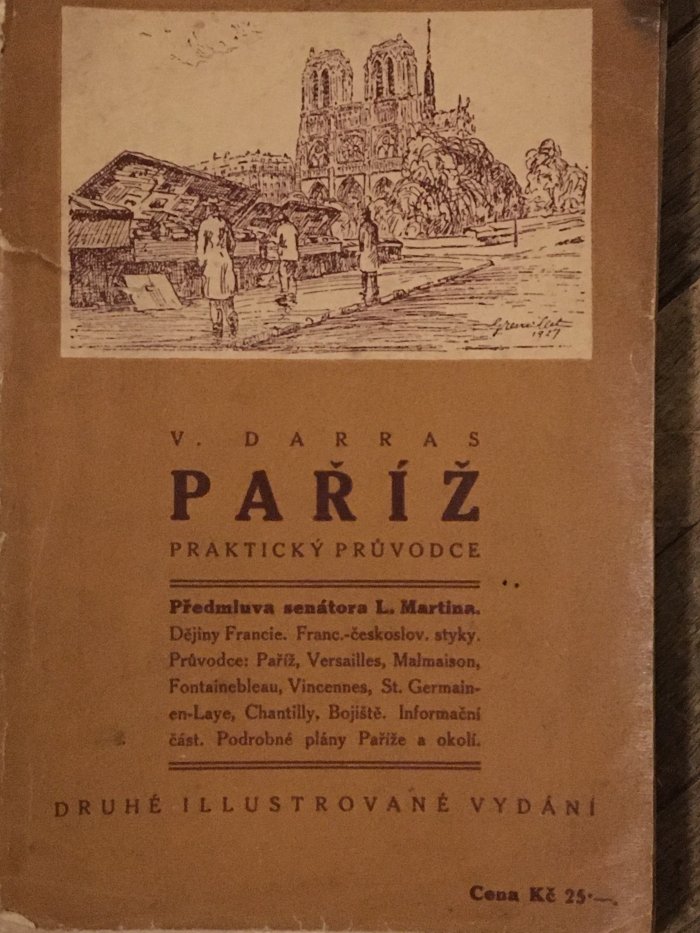 1927
V. DARRAS
PAŘÍŽ
PRAKTICKÝ PRŮVODCE
Předmluva senátora L. Martina.
Dějiny Francie. Franc.-českoslov. styky.
Průvodce: Paříž, Versailles, Malmaison,
Fontainebleau, Vincennes, St. Germain-
en-Laye, Chantilly, Bojiště. Informační
část. Podrobné plány Paříže a okolí.
DRUHÉ ILLUSTROVANÉ VYDÁNÍ
Cena Kč 25·—.